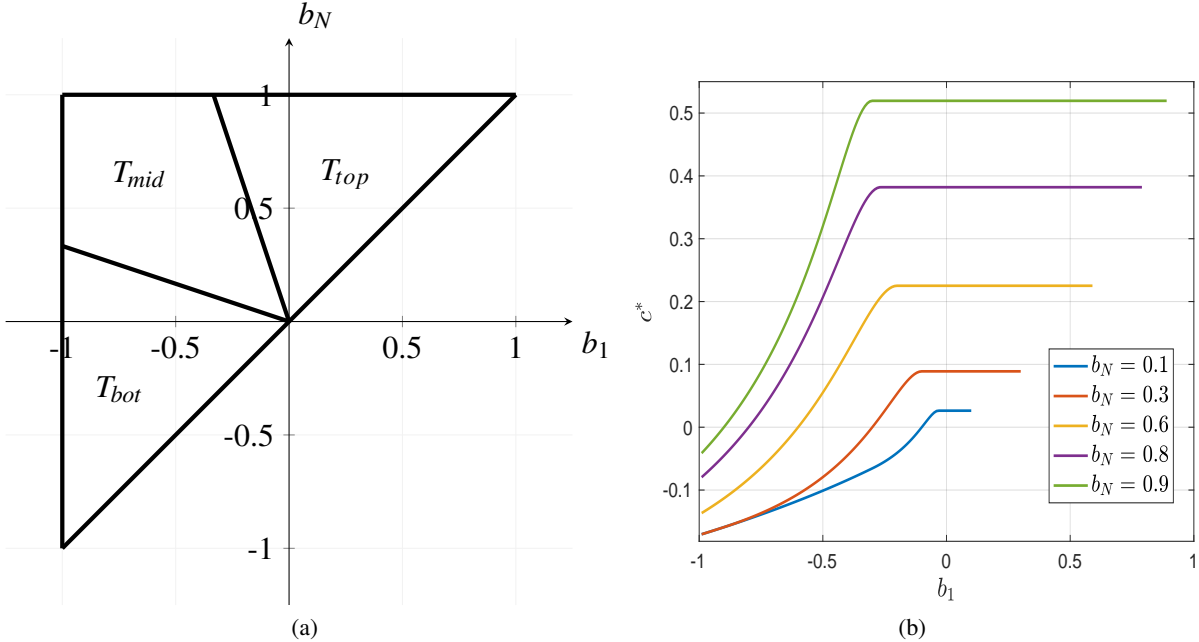 b_N
1
T_mid
T_top
0.5
-1
-0.5
0.5
1
b_1
T_bot
-0.5
-1
(a)
0.5
0.4
0.3
0.2
0.1
0
-0.1
c*
-1
-0.5
0
0.5
1
b_1
b_N = 0.1
b_N = 0.3
b_N = 0.6
b_N = 0.8
b_N = 0.9
(b)